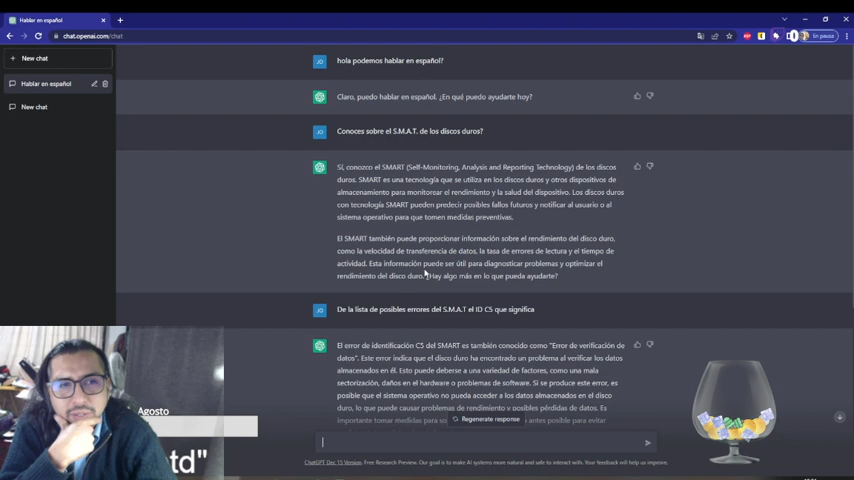 Hablar en español
chat.openai.com/chat
En pausa
New chat
Hablar en español
New chat
JO
hola podemos hablar en español?
Claro, puedo hablar en español. ¿En qué puedo ayudarte hoy?
JO
Conoces sobre el S.M.A.T. de los discos duros?
Sí, conozco el SMART (Self-Monitoring, Analysis and Reporting Technology) de los discos
duros. SMART es una tecnología que se utiliza en los discos duros y otros dispositivos de
almacenamiento para monitorear el rendimiento y la salud del dispositivo. Los discos duros
con tecnología SMART pueden predecir posibles fallos futuros y notificar al usuario o al
sistema operativo para que tomen medidas preventivas.
El SMART también puede proporcionar información sobre el rendimiento del disco duro,
como la velocidad de transferencia de datos, la tasa de errores de lectura y el tiempo de
actividad. Esta información puede ser útil para diagnosticar problemas y optimizar el
rendimiento del disco duro. ¿Hay algo más en lo que pueda ayudarte?
JO
De la lista de posibles errores del S.M.A.T el ID C5 que significa
El error de identificación C5 del SMART es también conocido como "Error de verificación de
datos". Este error indica que el disco duro ha encontrado un problema al verificar los datos
almacenados en él. Esto puede deberse a una variedad de factores, como una mala
sectorización, daños en el hardware o problemas de software. Si se produce este error, es
posible que el sistema operativo no pueda acceder a los datos almacenados en el disco
duro, lo que puede causar problemas de rendimiento y posibles pérdidas de datos. Es
importante tomar medidas para antes posible para evitar
Regenerate response
ChatGPT Dec 15 Version. Free Research Preview. Our goal is to make AI systems more natural and safe to interact with. Your feedback will help us improve.
Agosto
td"